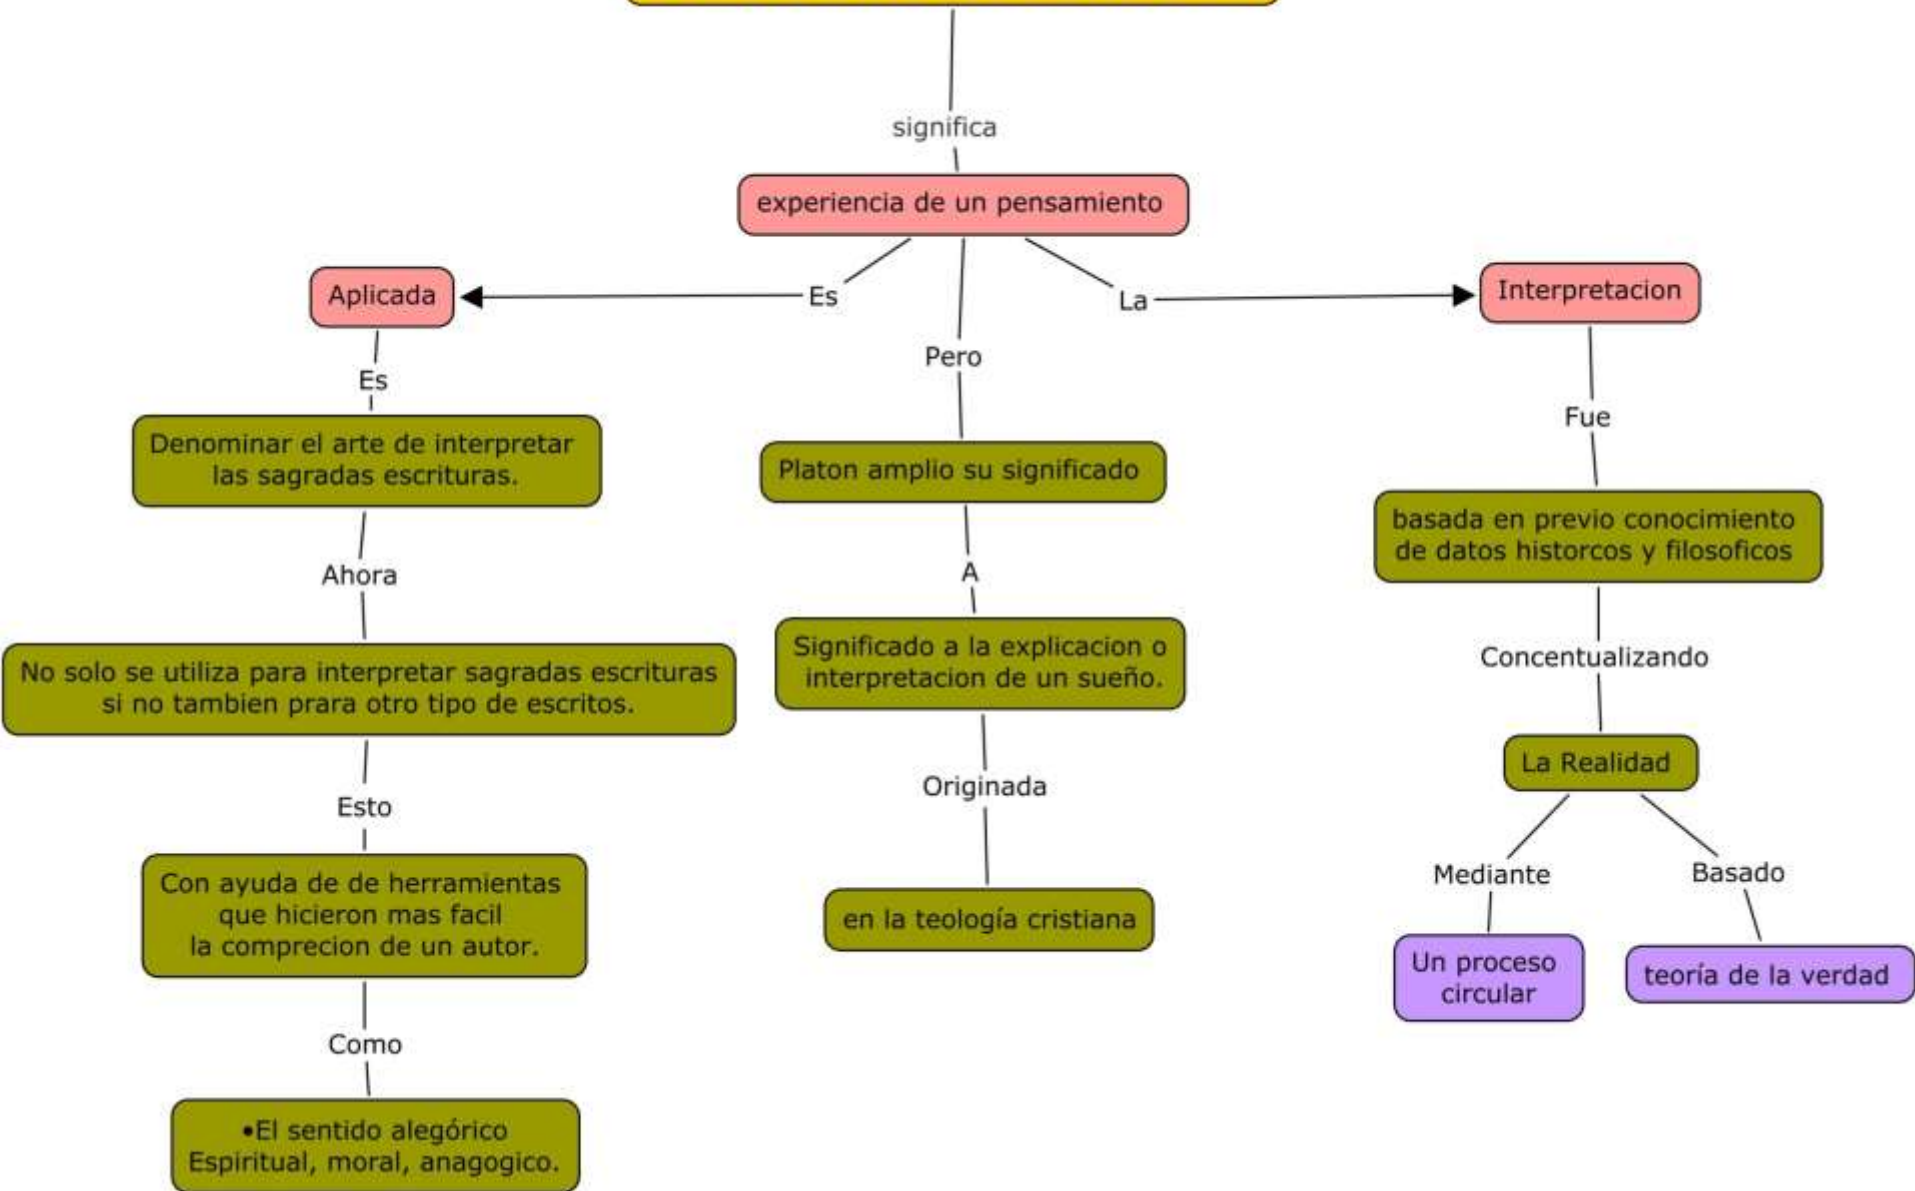 significa
experiencia de un pensamiento
Es
La
Aplicada
Interpretacion
Pero
Es
Fue
Denominar el arte de interpretar
las sagradas escrituras.
Platon amplio su significado
basada en previo conocimiento
de datos historcos y filosoficos
Ahora
A
No solo se utiliza para interpretar sagradas escrituras
si no tambien prara otro tipo de escritos.
Significado a la explicacion o
interpretacion de un sueño.
Concentualizando
La Realidad
Esto
Originada
Mediante
Basado
Con ayuda de de herramientas
que hicieron mas facil
la comprecion de un autor.
en la teología cristiana
Un proceso
circular
teoría de la verdad
Como
•El sentido alegórico
Espiritual, moral, anagogico.